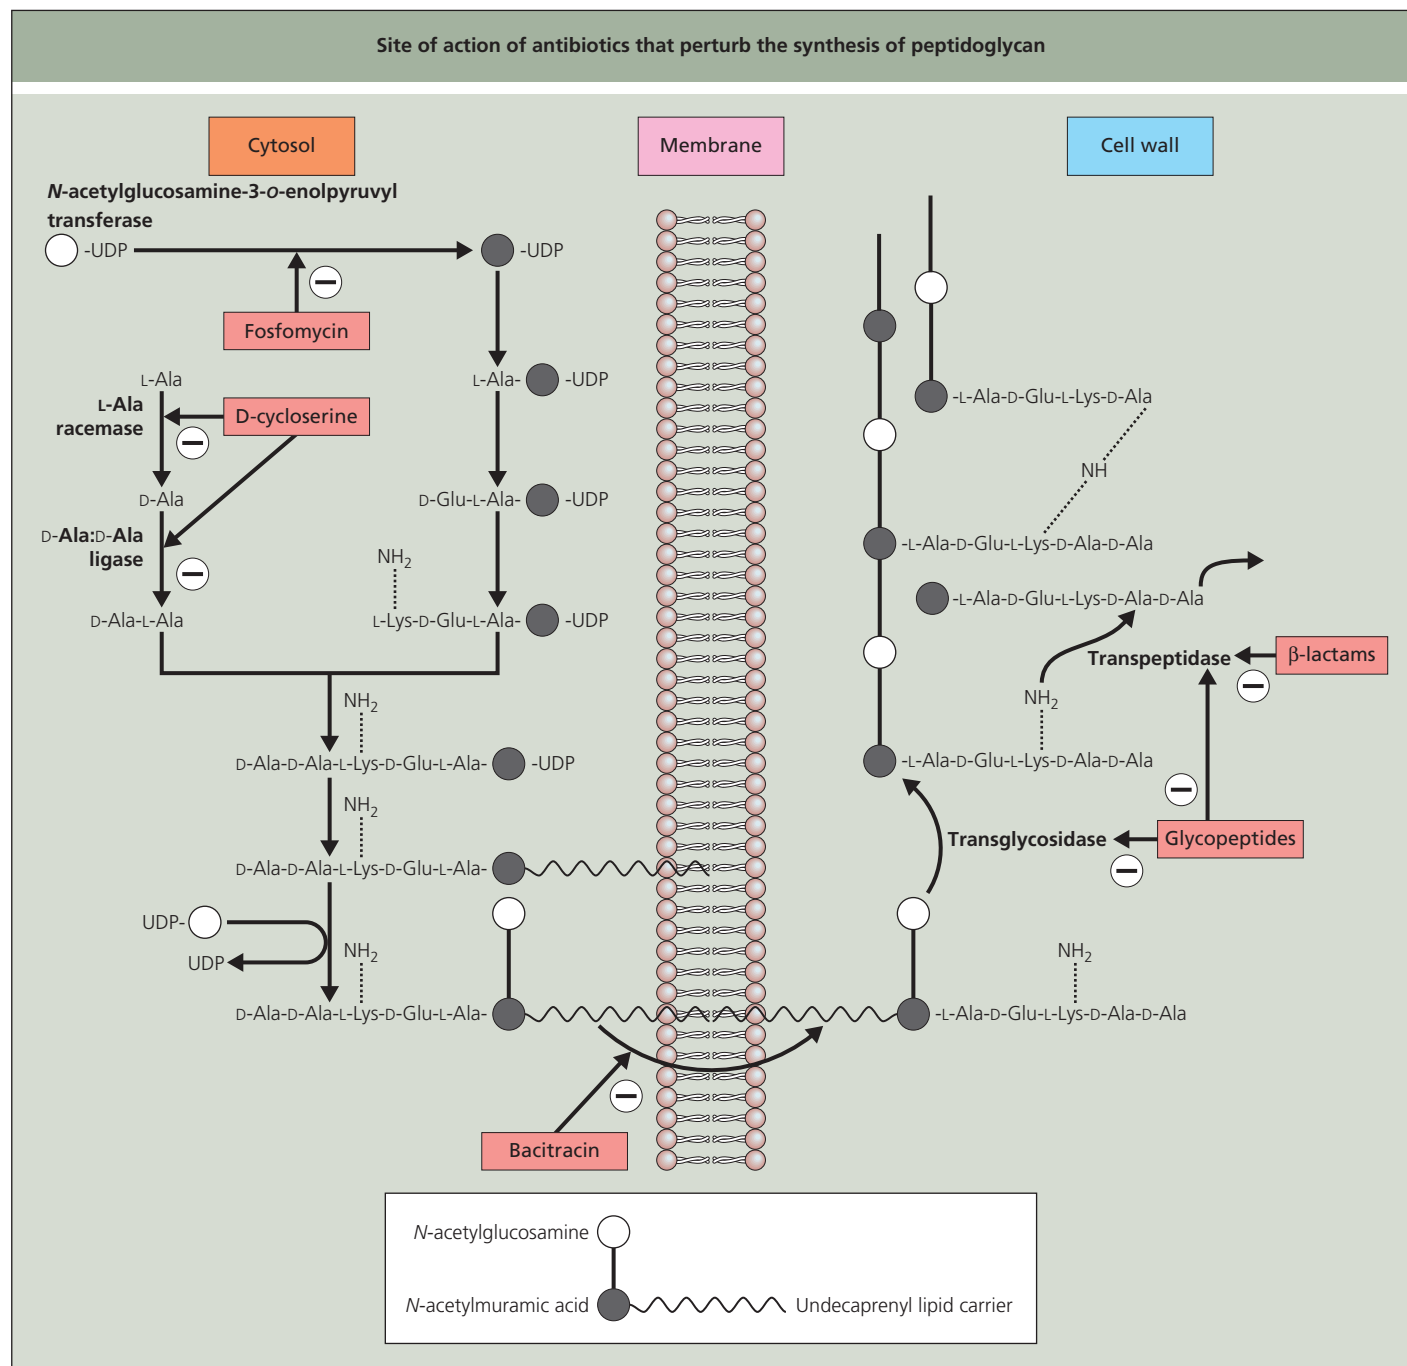 Site of action of antibiotics that perturb the synthesis of peptidoglycan
Cytosol
Membrane
Cell wall
N-acetylglucosamine-3-O-enolpyruvyl
transferase
-UDP
-UDP
Fosfomycin
L-Ala
L-Ala
racemase
D-cycloserine
D-Ala
D-Ala:D-Ala
ligase
D-Ala-L-Ala
L-Ala- -UDP
D-Glu-L-Ala- -UDP
NH2
L-Lys-D-Glu-L-Ala- -UDP
NH2
D-Ala-D-Ala-L-Lys-D-Glu-L-Ala- -UDP
NH2
D-Ala-D-Ala-L-Lys-D-Glu-L-Ala-
UDP-
UDP
NH2
D-Ala-D-Ala-L-Lys-D-Glu-L-Ala-
Bacitracin
-L-Ala-D-Glu-L-Lys-D-Ala
NH
-L-Ala-D-Glu-L-Lys-D-Ala-D-Ala
-L-Ala-D-Glu-L-Lys-D-Ala-D-Ala
Transpeptidase
β-lactams
NH2
-L-Ala-D-Glu-L-Lys-D-Ala-D-Ala
Transglycosidase
Glycopeptides
NH2
-L-Ala-D-Glu-L-Lys-D-Ala-D-Ala
N-acetylglucosamine
N-acetylmuramic acid
Undecaprenyl lipid carrier